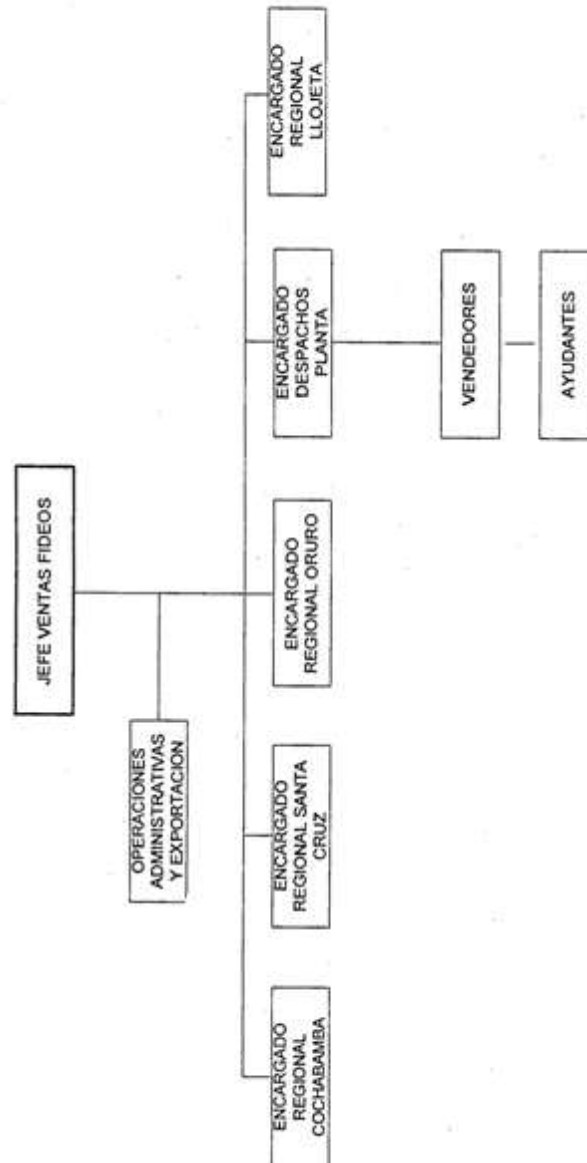 JEFE VENTAS FIDEOS
OPERACIONES
ADMINISTRATIVAS
Y EXPORTACION
ENCARGADO
REGIONAL
COCHABAMBA
ENCARGADO
REGIONAL SANTA
CRUZ
ENCARGADO
REGIONAL ORURO
ENCARGADO
DESPACHOS
PLANTA
ENCARGADO
REGIONAL
LLOJETA
VENDEDORES
AYUDANTES